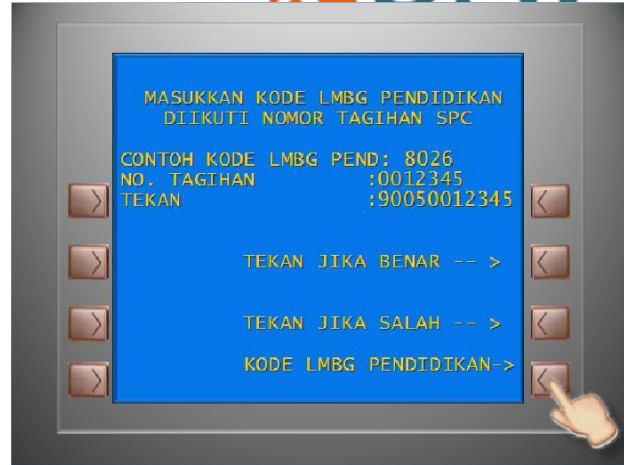 MASUKKAN KODE LMBG PENDIDIKAN
DIIKUTI NOMOR TAGIHAN SPC
CONTOH KODE LMBG PEND: 8026
NO. TAGIHAN :0012345
TEKAN :90050012345
TEKAN JIKA BENAR -- >
TEKAN JIKA SALAH -- >
KODE LMBG PENDIDIKAN->